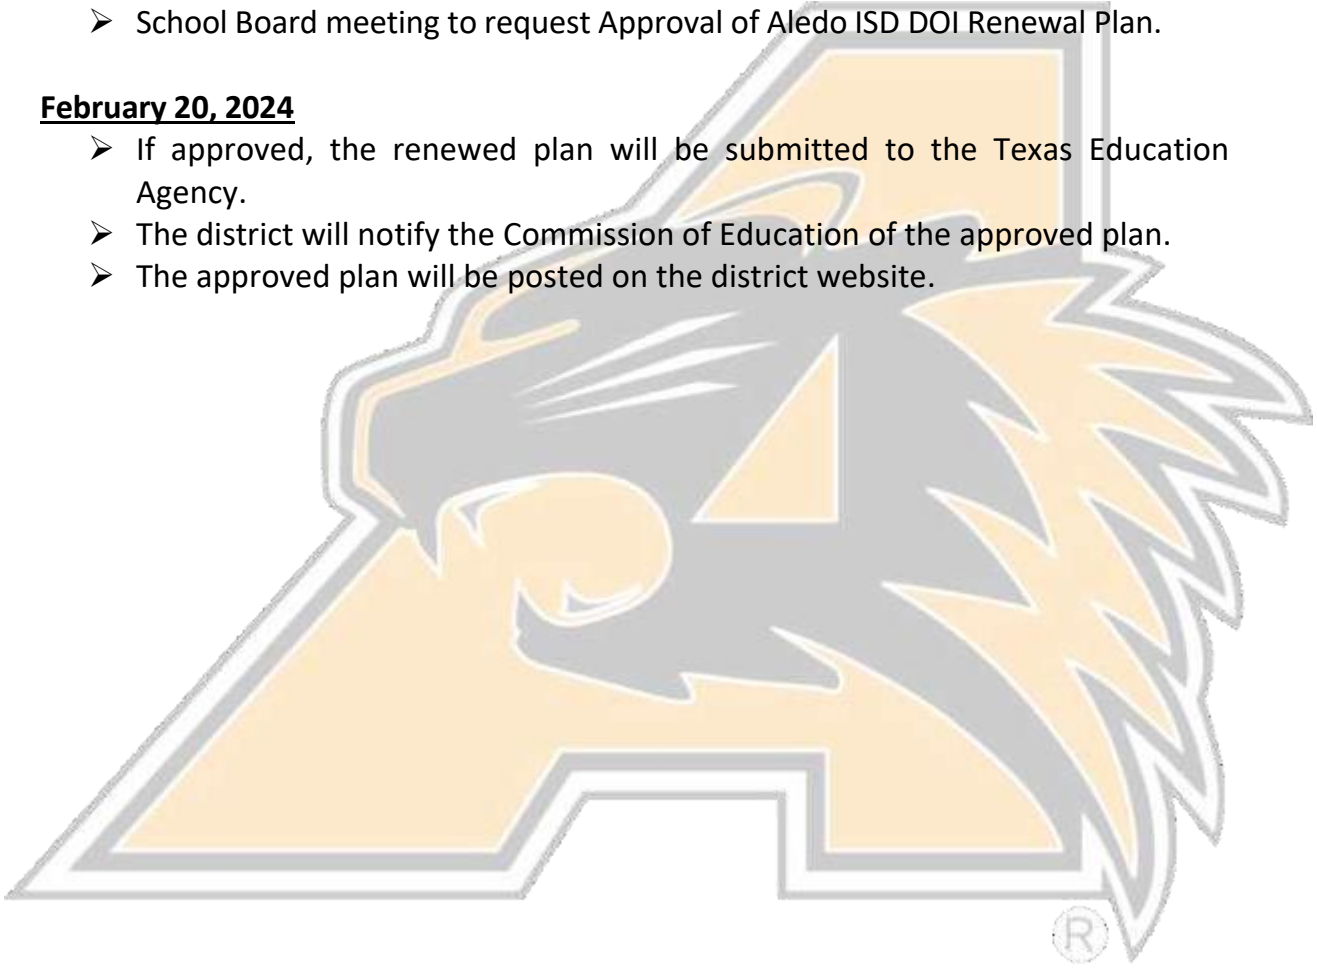 ➢ School Board meeting to request Approval of Aledo ISD DOI Renewal Plan.
February 20, 2024
➢ If approved, the renewed plan will be submitted to the Texas Education
Agency.
➢ The district will notify the Commission of Education of the approved plan.
➢ The approved plan will be posted on the district website.
®